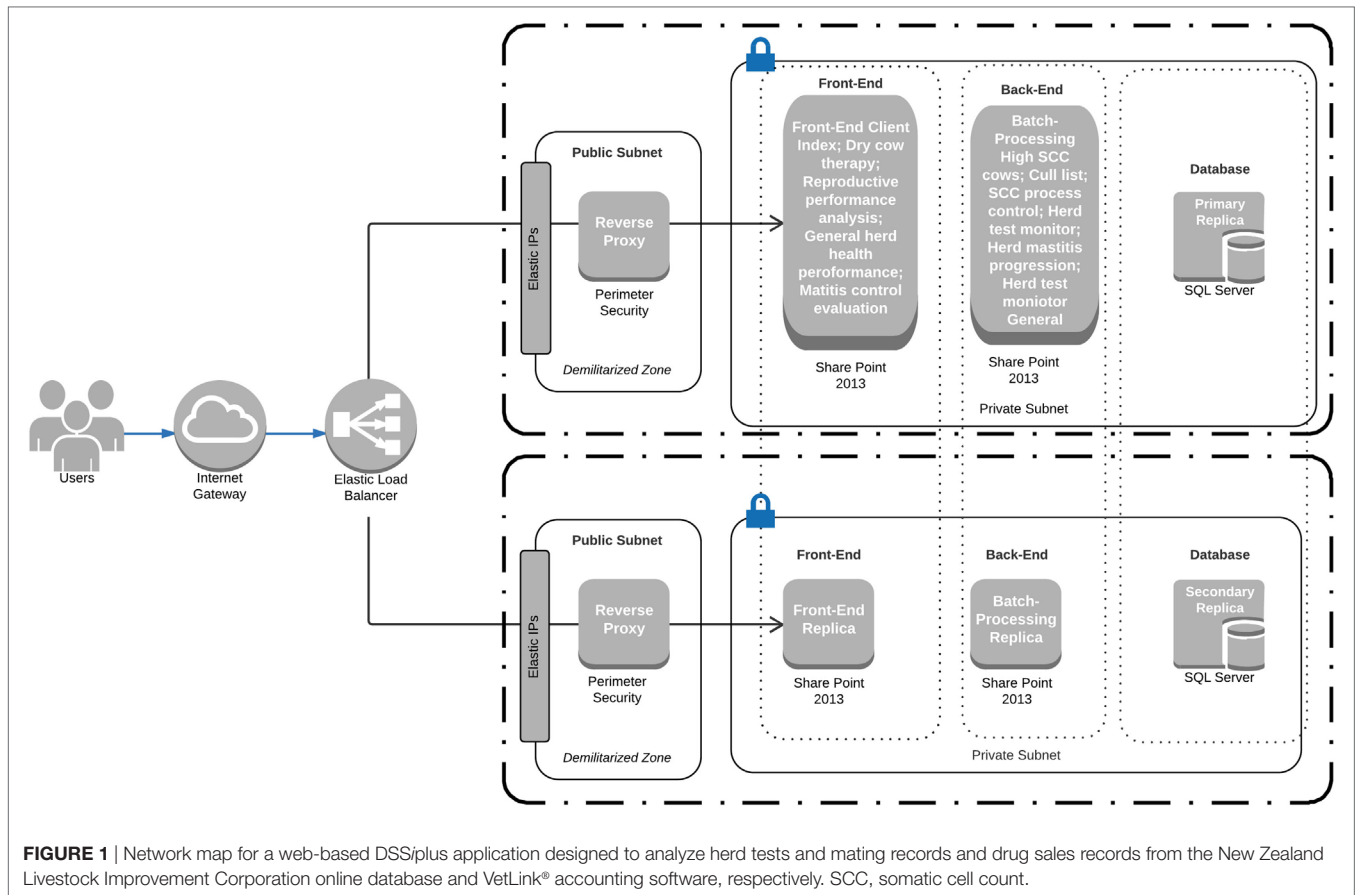 Users
Internet
Gateway
Elastic Load
Balancer
Elastic IPs
Public Subnet
Reverse
Proxy
Perimeter
Security
Demilitarized Zone
Front-End
Front-End Client
Index; Dry cow
therapy;
Reproductive
performance
analysis;
General herd
health
peroformance;
Matitis control
evaluation
Share Point
2013
Back-End
Batch-
Processing
High SCC
cows; Cull list;
SCC process
control; Herd
test monitor;
Herd mastitis
progression;
Herd test
moniotor
General
Share Point
2013
Database
Primary
Replica
SQL Server
Private Subnet
Elastic IPs
Public Subnet
Reverse
Proxy
Perimeter
Security
Demilitarized Zone
Front-End
Front-End
Replica
Share Point
2013
Back-End
Batch-
Processing
Replica
Share Point
2013
Database
Secondary
Replica
SQL Server
Private Subnet
FIGURE 1 | Network map for a web-based DSSiplus application designed to analyze herd tests and mating records and drug sales records from the New Zealand
Livestock Improvement Corporation online database and VetLink® accounting software, respectively. SCC, somatic cell count.